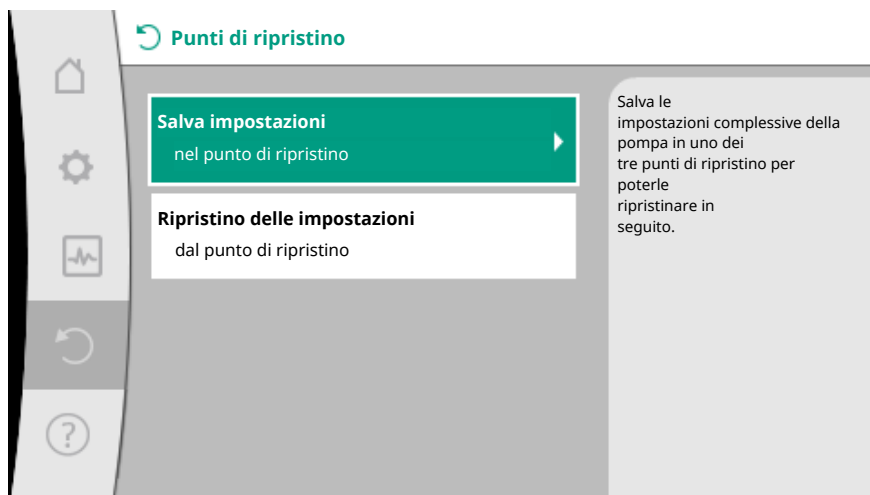 Punti di ripristino
Salva impostazioni
nel punto di ripristino
Ripristino delle impostazioni
dal punto di ripristino
Salva le
impostazioni complessive della
pompa in uno dei
tre punti di ripristino per
poterle
ripristinare in
seguito.
?